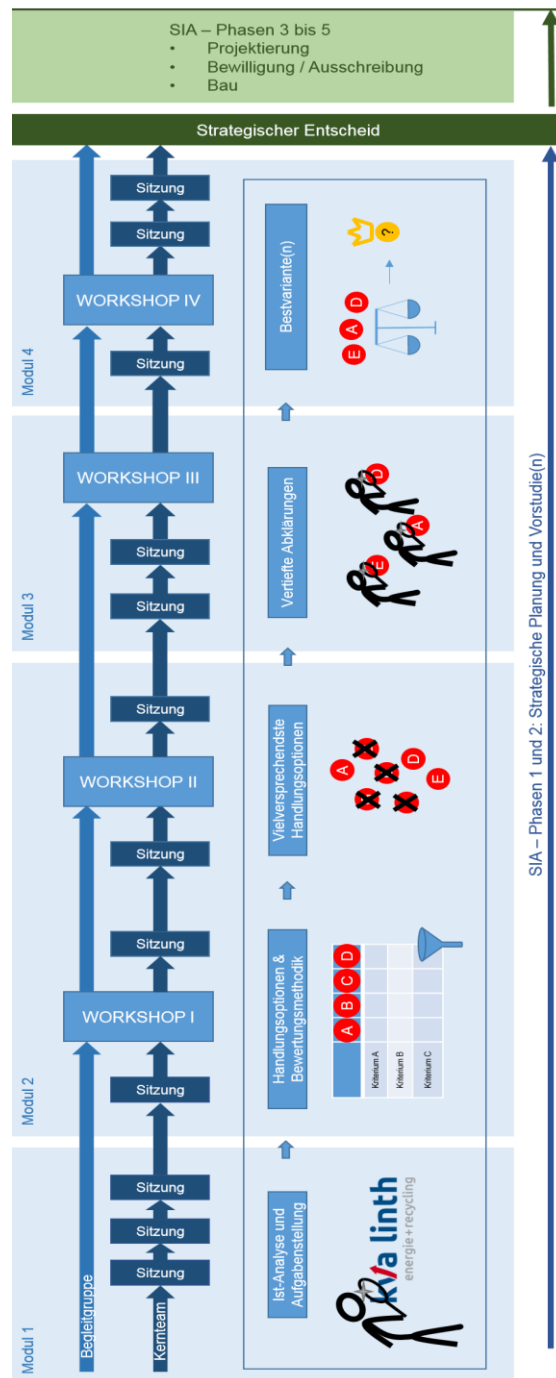 SIA – Phasen 3 bis 5
• Projektierung
• Bewilligung / Ausschreibung
• Bau
Strategischer Entscheid
Modul 4
Sitzung
Sitzung
WORKSHOP IV
Sitzung
Bestvariante(n)
E A D
?
Modul 3
WORKSHOP III
Sitzung
Sitzung
Vertiefte Abklärungen
E
A
D
Modul 2
Sitzung
WORKSHOP II
Sitzung
Sitzung
WORKSHOP I
Sitzung
Vielversprechendste
Handlungsoptionen
A
D
E
Handlungsoptionen &
Bewertungsmethodik
A B C D
Kriterium A
Kriterium B
Kriterium C
Modul 1
Sitzung
Sitzung
Sitzung
Begleitgruppe
Kernteam
Ist-Analyse und
Aufgabenstellung
kva linth
energie+recycling
SIA – Phasen 1 und 2: Strategische Planung und Vorstudie(n)